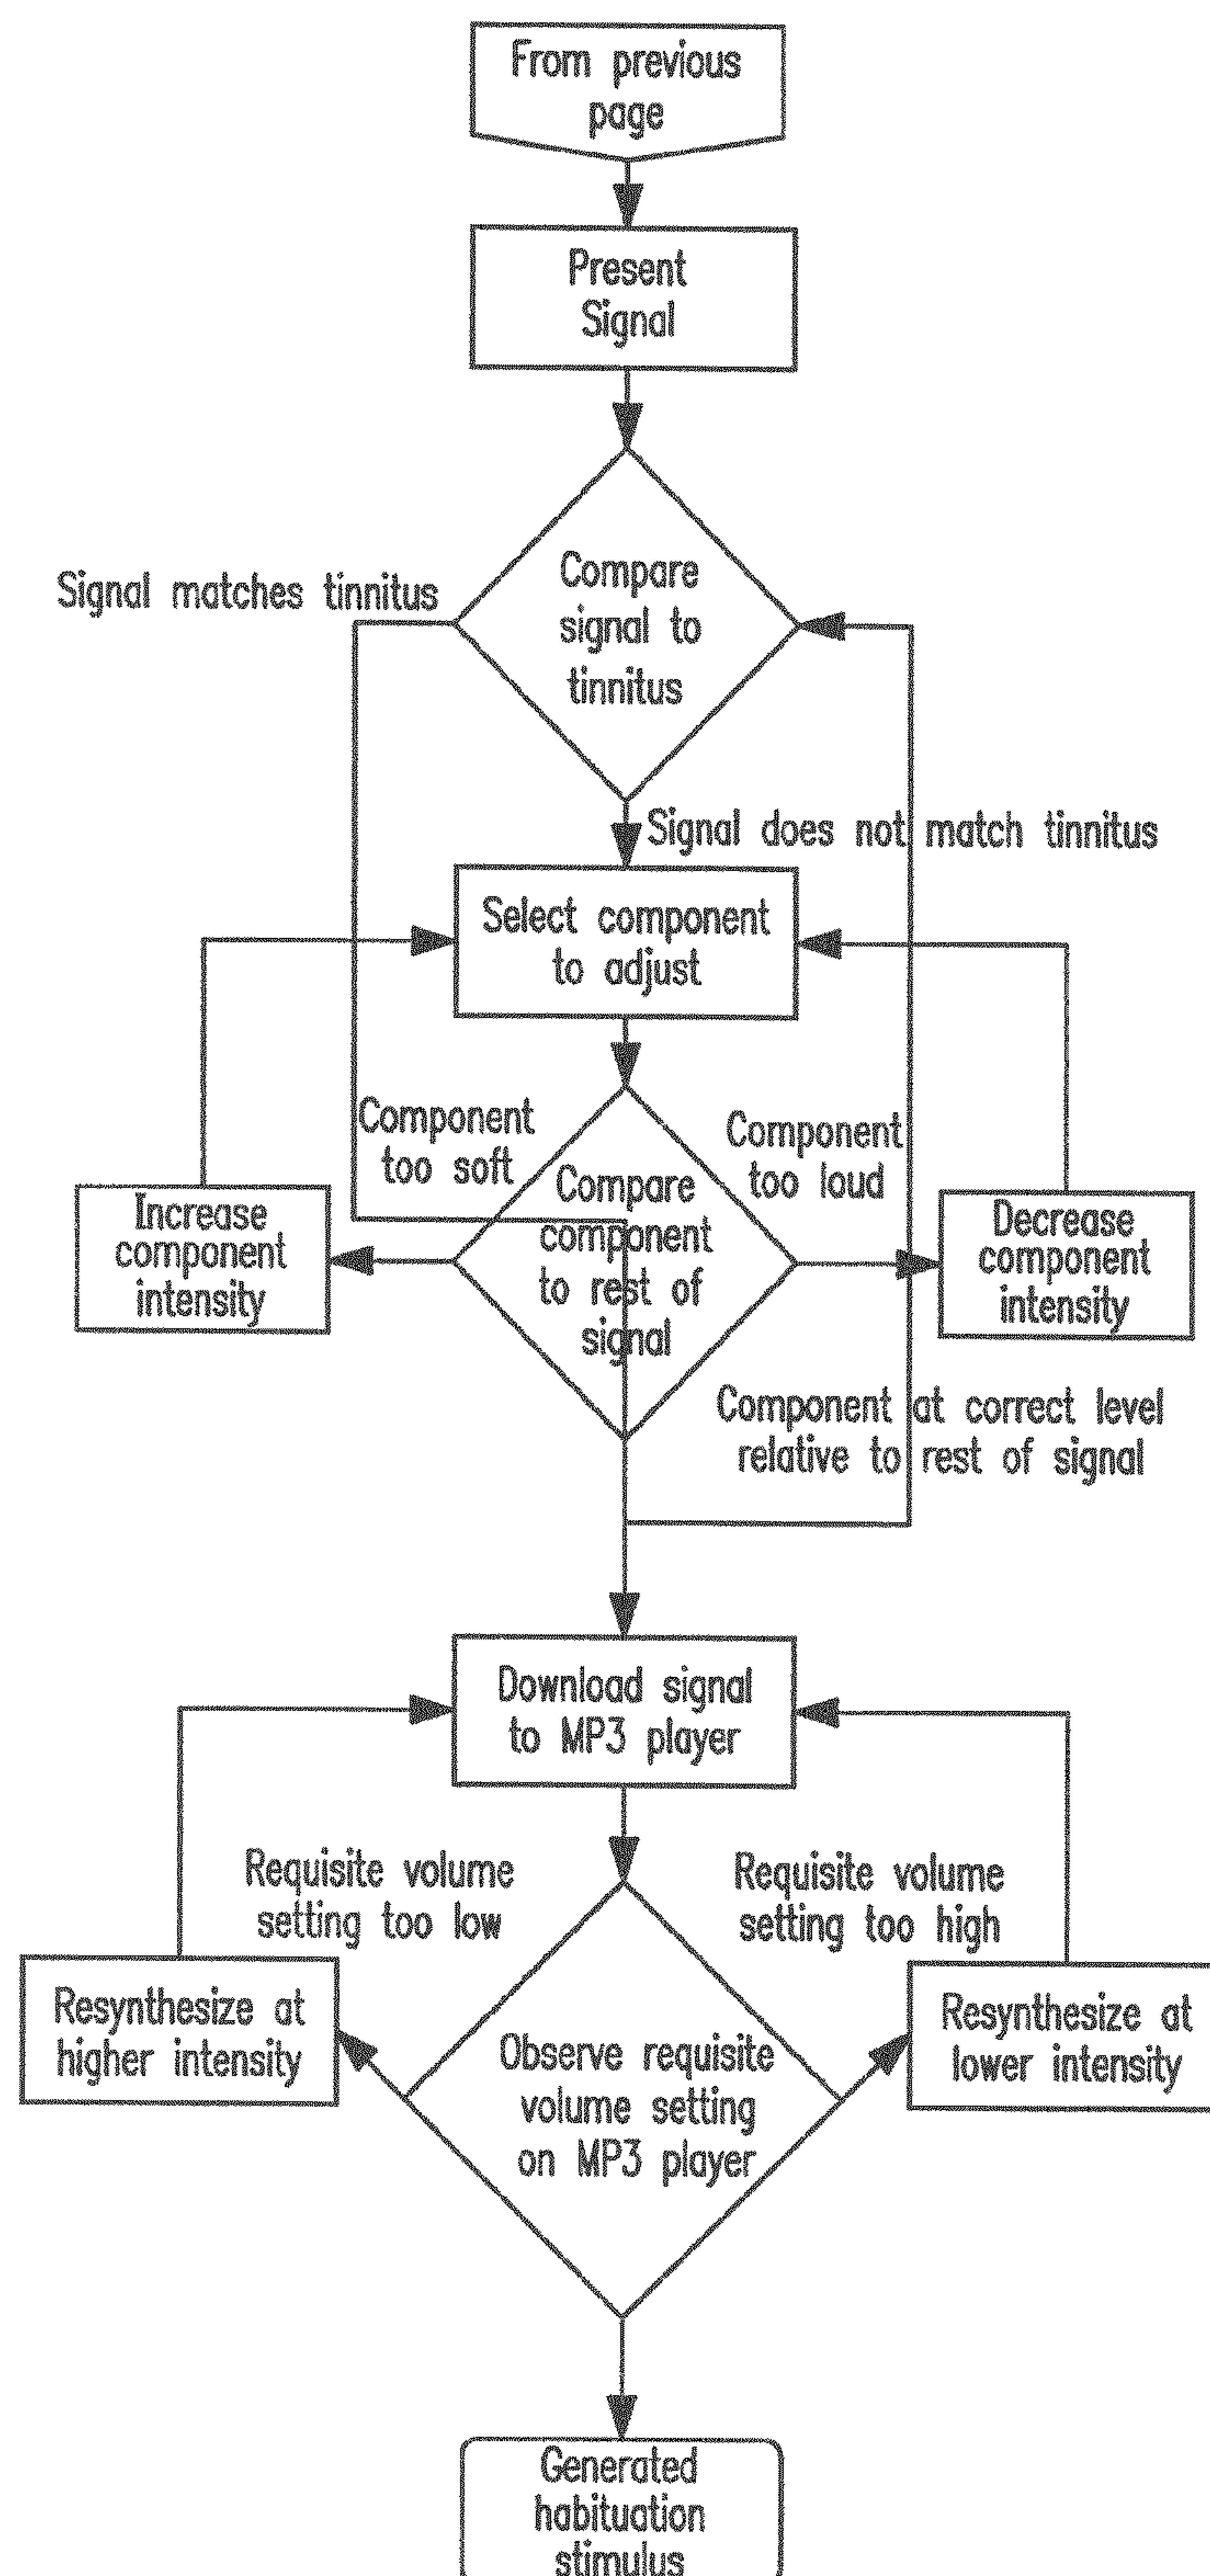 From previous
page
Present
Signal
Signal matches tinnitus
Compare
signal to
tinnitus
Signal does not match tinnitus
Select component
to adjust
Component
too soft
Component
too loud
Compare
component
to rest of
signal
Increase
component
intensity
Decrease
component
intensity
Component at correct level
relative to rest of signal
Download signal
to MP3 player
Requisite volume
setting too low
Requisite volume
setting too high
Resynthesize at
higher intensity
Observe requisite
volume setting
on MP3 player
Resynthesize at
lower intensity
Generated
habituation
stimulus